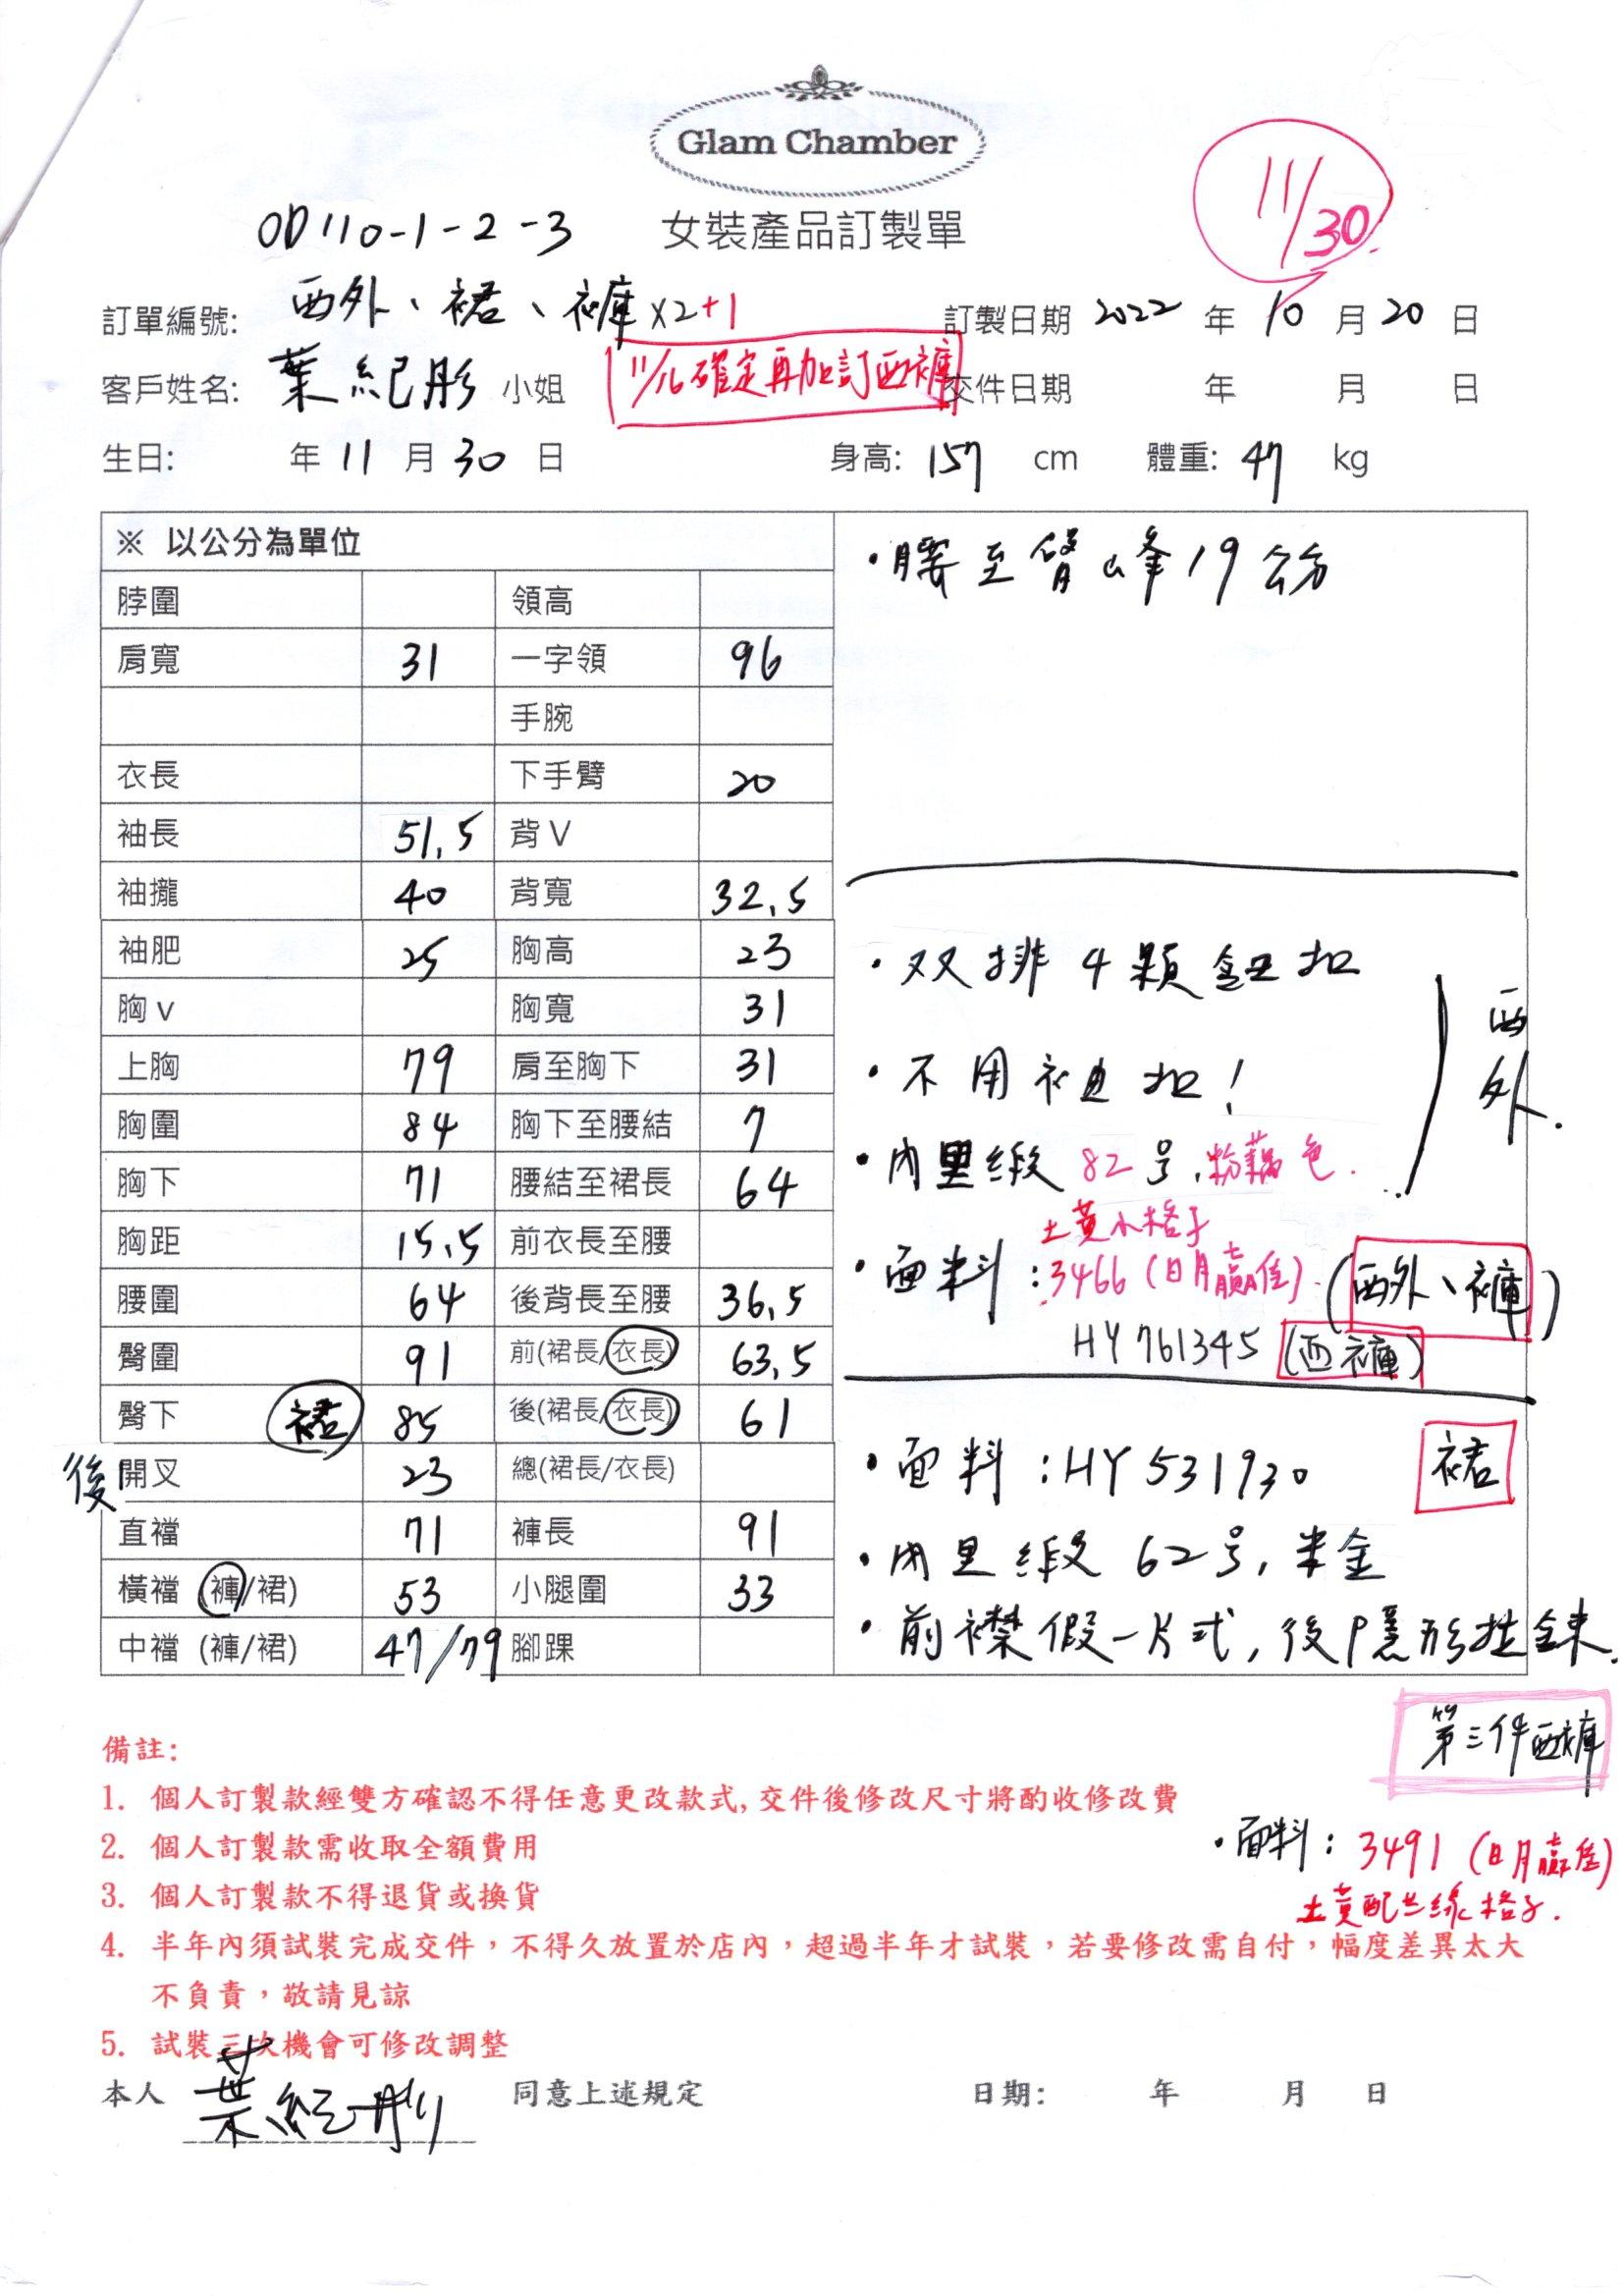 Glam Chamber
11/30
OD110-1-2-3 女裝產品訂製單
訂單編號: 西外、裙、褲x2+1 訂製日期 2022 年 10 月 20 日
客戶姓名: 葉紀彤 小姐 11/16確定再加訂西褲 交件日期 年 月 日
生日: 年 11 月 30 日 身高: 157 cm 體重: 47 kg
※ 以公分為單位
脖圍 領高
肩寬 31 一字領 96
手腕
衣長 下手臂 20
袖長 51.5 背V
袖攏 40 背寬 32.5
袖肥 25 胸高 23
胸v 胸寬 31
上胸 79 肩至胸下 31
胸圍 84 胸下至腰結 7
胸下 71 腰結至裙長 64
胸距 15.5 前衣長至腰
腰圍 64 後背長至腰 36.5
臀圍 91 前(裙長/衣長) 63.5
臀下 裙 85 後(裙長/衣長) 61
後 開叉 23 總(裙長/衣長)
直襠 71 褲長 91
橫襠 (褲/裙) 53 小腿圍 33
中襠 (褲/裙) 47/79 腳踝
·腰至臀峰19公分
·双排4顆鈕扣
·不用袖扣!
西外.
·內里緞 82号,粉藕色.
土黃小格子
·面料:3466(日月贏佳).(西外、褲)
HY761345(西褲)
·面料:HY531930 裙
·內里緞 62号,米金
·前襟假一片式,後隱形拉鍊.
第三件西褲
·面料: 3491(日月贏佳)
土黃配芷線格子.
備註:
1. 個人訂製款經雙方確認不得任意更改款式,交件後修改尺寸將酌收修改費
2. 個人訂製款需收取全額費用
3. 個人訂製款不得退貨或換貨
4. 半年內須試裝完成交件,不得久放置於店內,超過半年才試裝,若要修改需自付,幅度差異太大
不負責,敬請見諒
5. 試裝三次機會可修改調整
本人 葉紀彤 同意上述規定 日期: 年 月 日